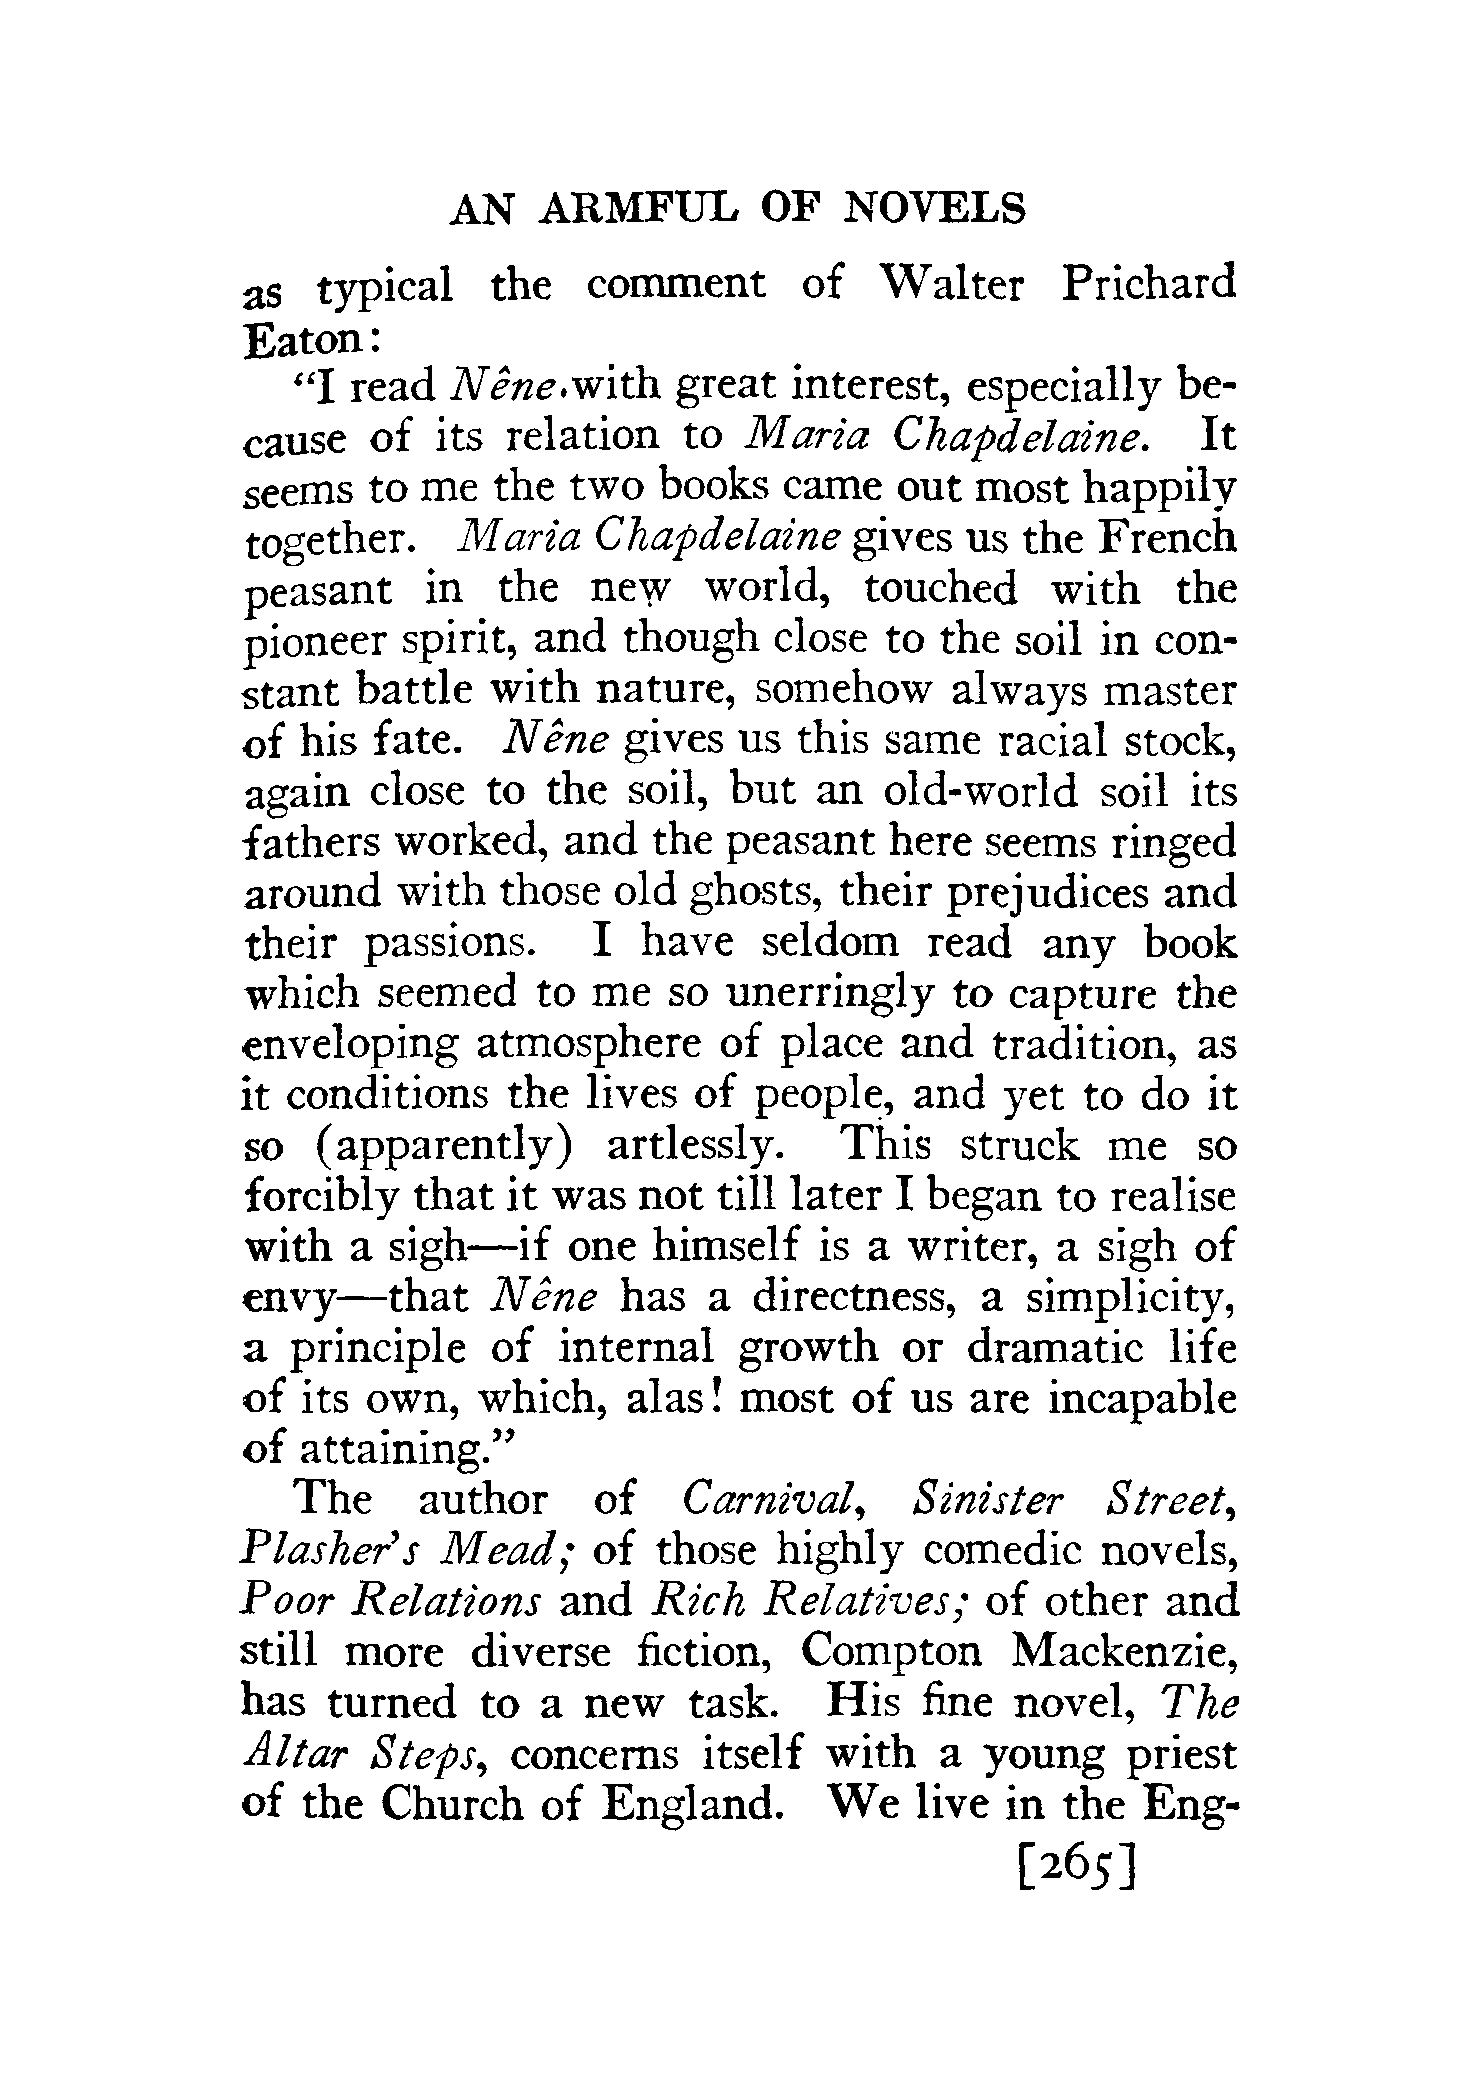 AN ARMFUL OF NOVELS
as typical the comment of Walter Prichard
Eaton:
"I read Nêne with great interest, especially be-
cause of its relation to Maria Chapdelaine. It
seems to me the two books came out most happily
together. Maria Chapdelaine gives us the French
peasant in the new world, touched with the
pioneer spirit, and though close to the soil in con-
stant battle with nature, somehow always master
of his fate. Nêne gives us this same racial stock,
again close to the soil, but an old-world soil its
fathers worked, and the peasant here seems ringed
around with those old ghosts, their prejudices and
their passions. I have seldom read any book
which seemed to me so unerringly to capture the
enveloping atmosphere of place and tradition, as
it conditions the lives of people, and yet to do it
so (apparently) artlessly. This struck me so
forcibly that it was not till later I began to realise
with a sigh—if one himself is a writer, a sigh of
envy—that Nêne has a directness, a simplicity,
a principle of internal growth or dramatic life
of its own, which, alas! most of us are incapable
of attaining."
The author of Carnival, Sinister Street,
Plasher's Mead; of those highly comedic novels,
Poor Relations and Rich Relatives; of other and
still more diverse fiction, Compton Mackenzie,
has turned to a new task. His fine novel, The
Altar Steps, concerns itself with a young priest
of the Church of England. We live in the Eng-
[265]